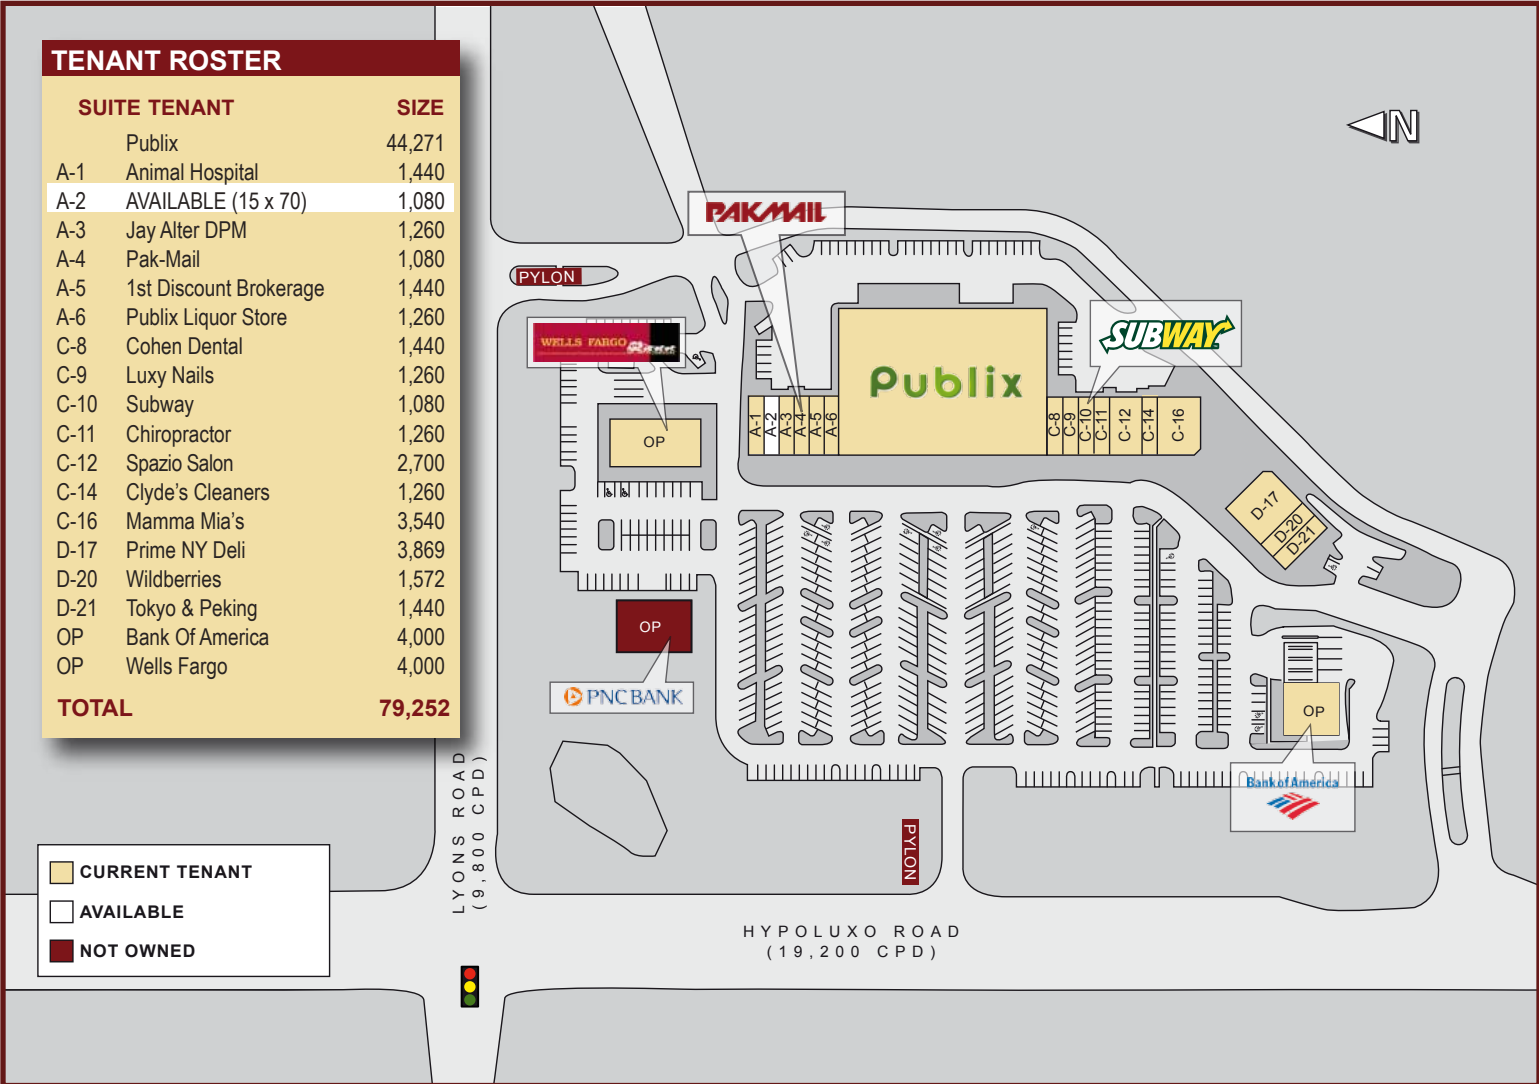 TENANT ROSTER
SUITE TENANT SIZE
Publix 44,271
A-1 Animal Hospital 1,440
A-2 AVAILABLE (15 x 70) 1,080
A-3 Jay Alter DPM 1,260
A-4 Pak-Mail 1,080
A-5 1st Discount Brokerage 1,440
A-6 Publix Liquor Store 1,260
C-8 Cohen Dental 1,440
C-9 Luxy Nails 1,260
C-10 Subway 1,080
C-11 Chiropractor 1,260
C-12 Spazio Salon 2,700
C-14 Clyde's Cleaners 1,260
C-16 Mamma Mia's 3,540
D-17 Prime NY Deli 3,869
D-20 Wildberries 1,572
D-21 Tokyo & Peking 1,440
OP Bank Of America 4,000
OP Wells Fargo 4,000
TOTAL 79,252
N
PAKMAIL
PYLON
WELLS FARGO
SUBWAY
Publix
A-1
A-2
A-3
A-4
A-5
A-6
C-8
C-9
C-10
C-11
C-12
C-14
C-16
OP
D-17
D-20
D-21
OP
PNCBANK
OP
Bank of America
PYLON
LYONS ROAD
(9,800 CPD)
HYPOLUXO ROAD
(19,200 CPD)
CURRENT TENANT
AVAILABLE
NOT OWNED